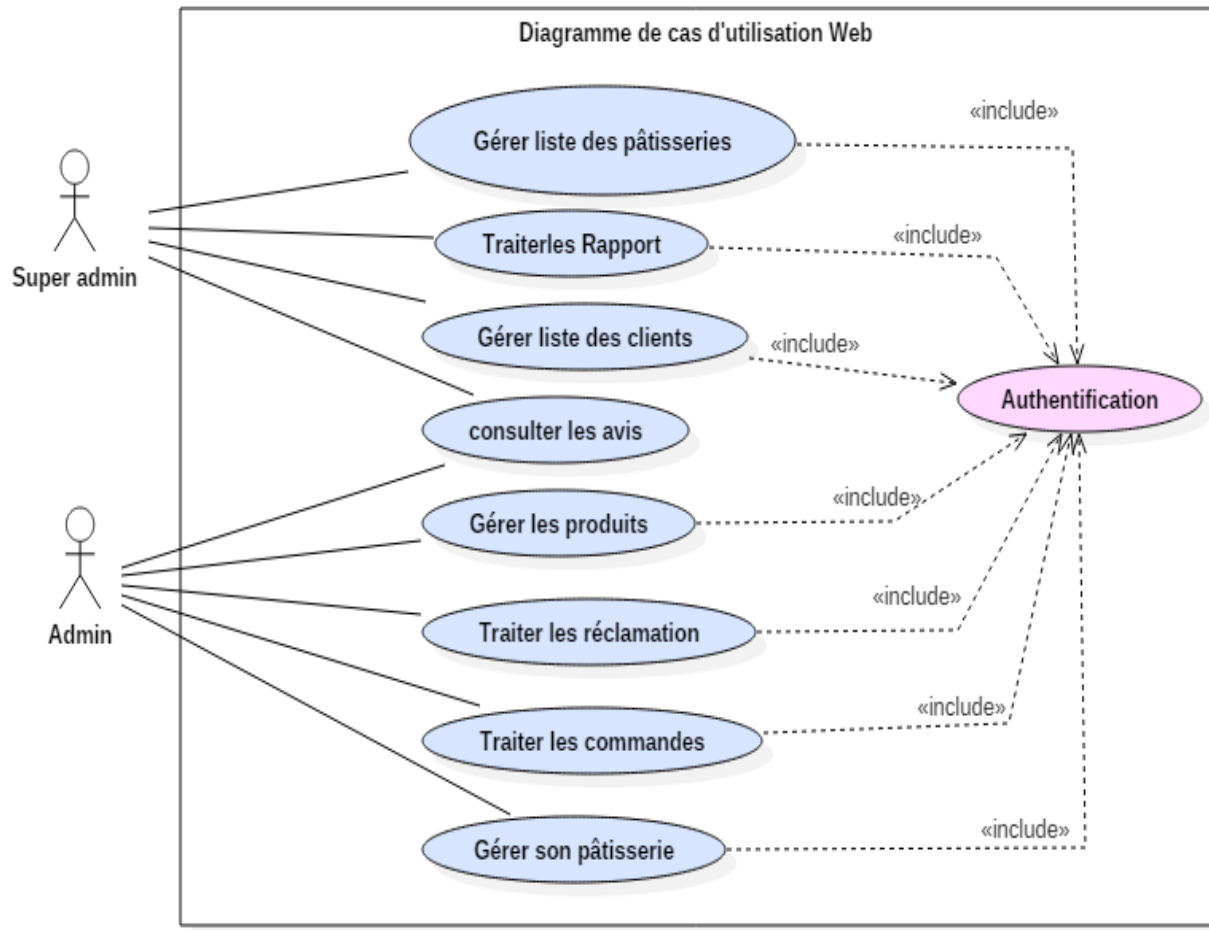 Diagramme de cas d'utilisation Web
«include»
Gérer liste des pâtisseries
«include»
Traiterles Rapport
Super admin
Gérer liste des clients
«include»
Authentification
consulter les avis
«include»
Gérer les produits
«include»
Traiter les réclamation
Admin
«include»
Traiter les commandes
«include»
Gérer son pâtisserie